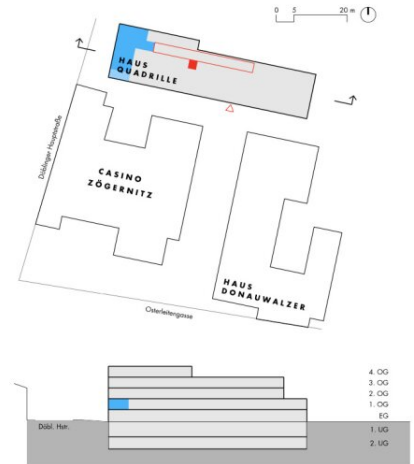 0 5 20 m
HAUS
QUADRILLE
Döblinger Hauptstraße
CASINO
ZÖGERNITZ
HAUS
DONAUWALZER
Osterleitengasse
4. OG
3. OG
2. OG
1. OG
EG
Döbl. Hstr.
1. UG
2. UG